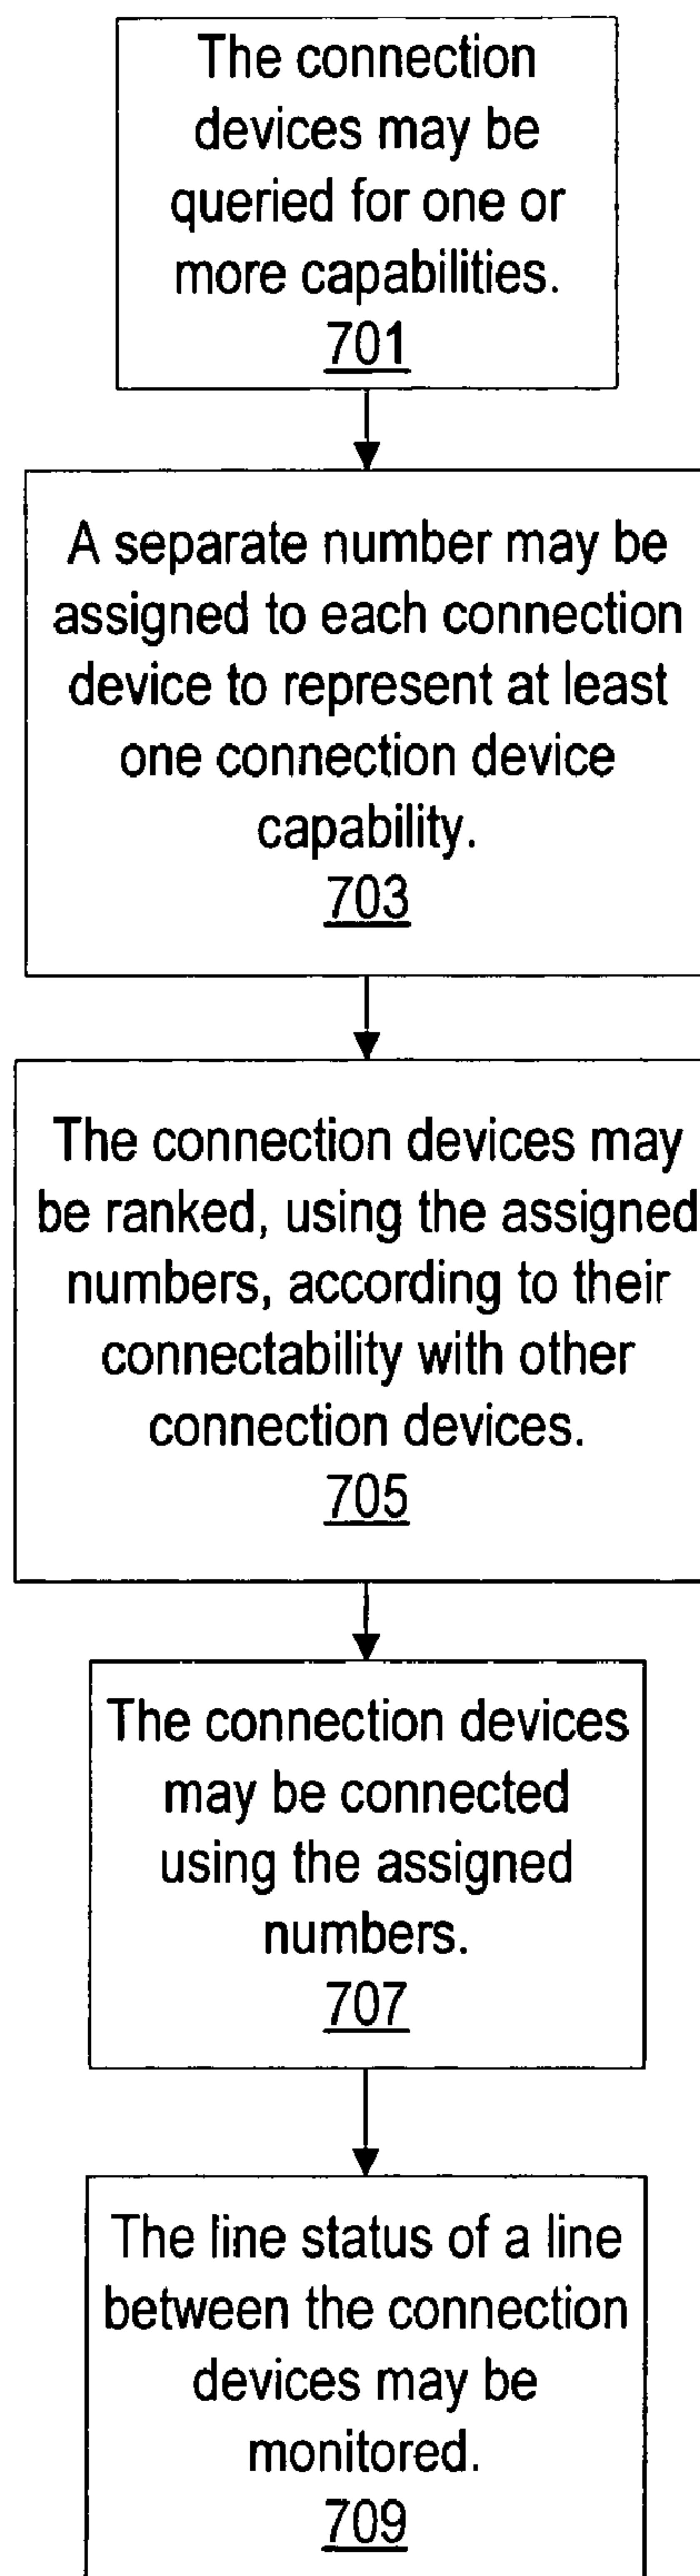 The connection
devices may be
queried for one or
more capabilities.
701
A separate number may be
assigned to each connection
device to represent at least
one connection device
capability.
703
The connection devices may
be ranked, using the assigned
numbers, according to their
connectability with other
connection devices.
705
The connection devices
may be connected
using the assigned
numbers.
707
The line status of a line
between the connection
devices may be
monitored.
709